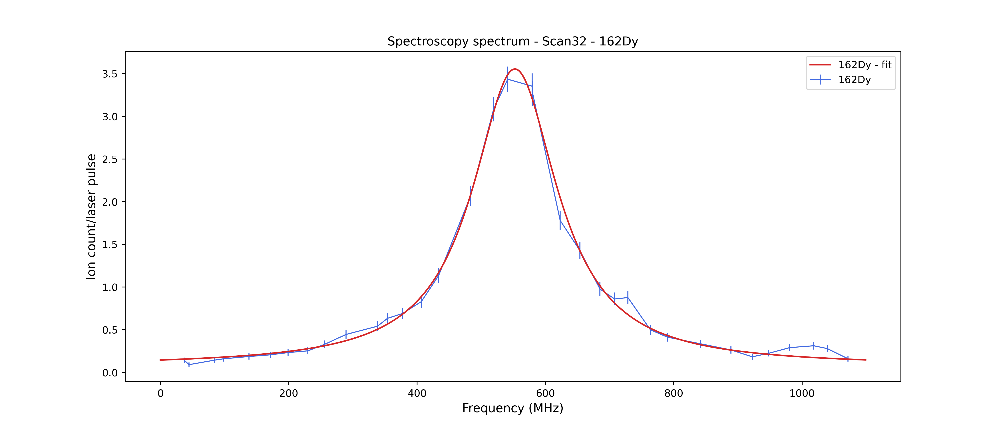 Spectroscopy spectrum - Scan32 - 162Dy
162Dy - fit
162Dy
Ion count/laser pulse
3.5
3.0
2.5
2.0
1.5
1.0
0.5
0.0
0 200 400 600 800 1000
Frequency (MHz)